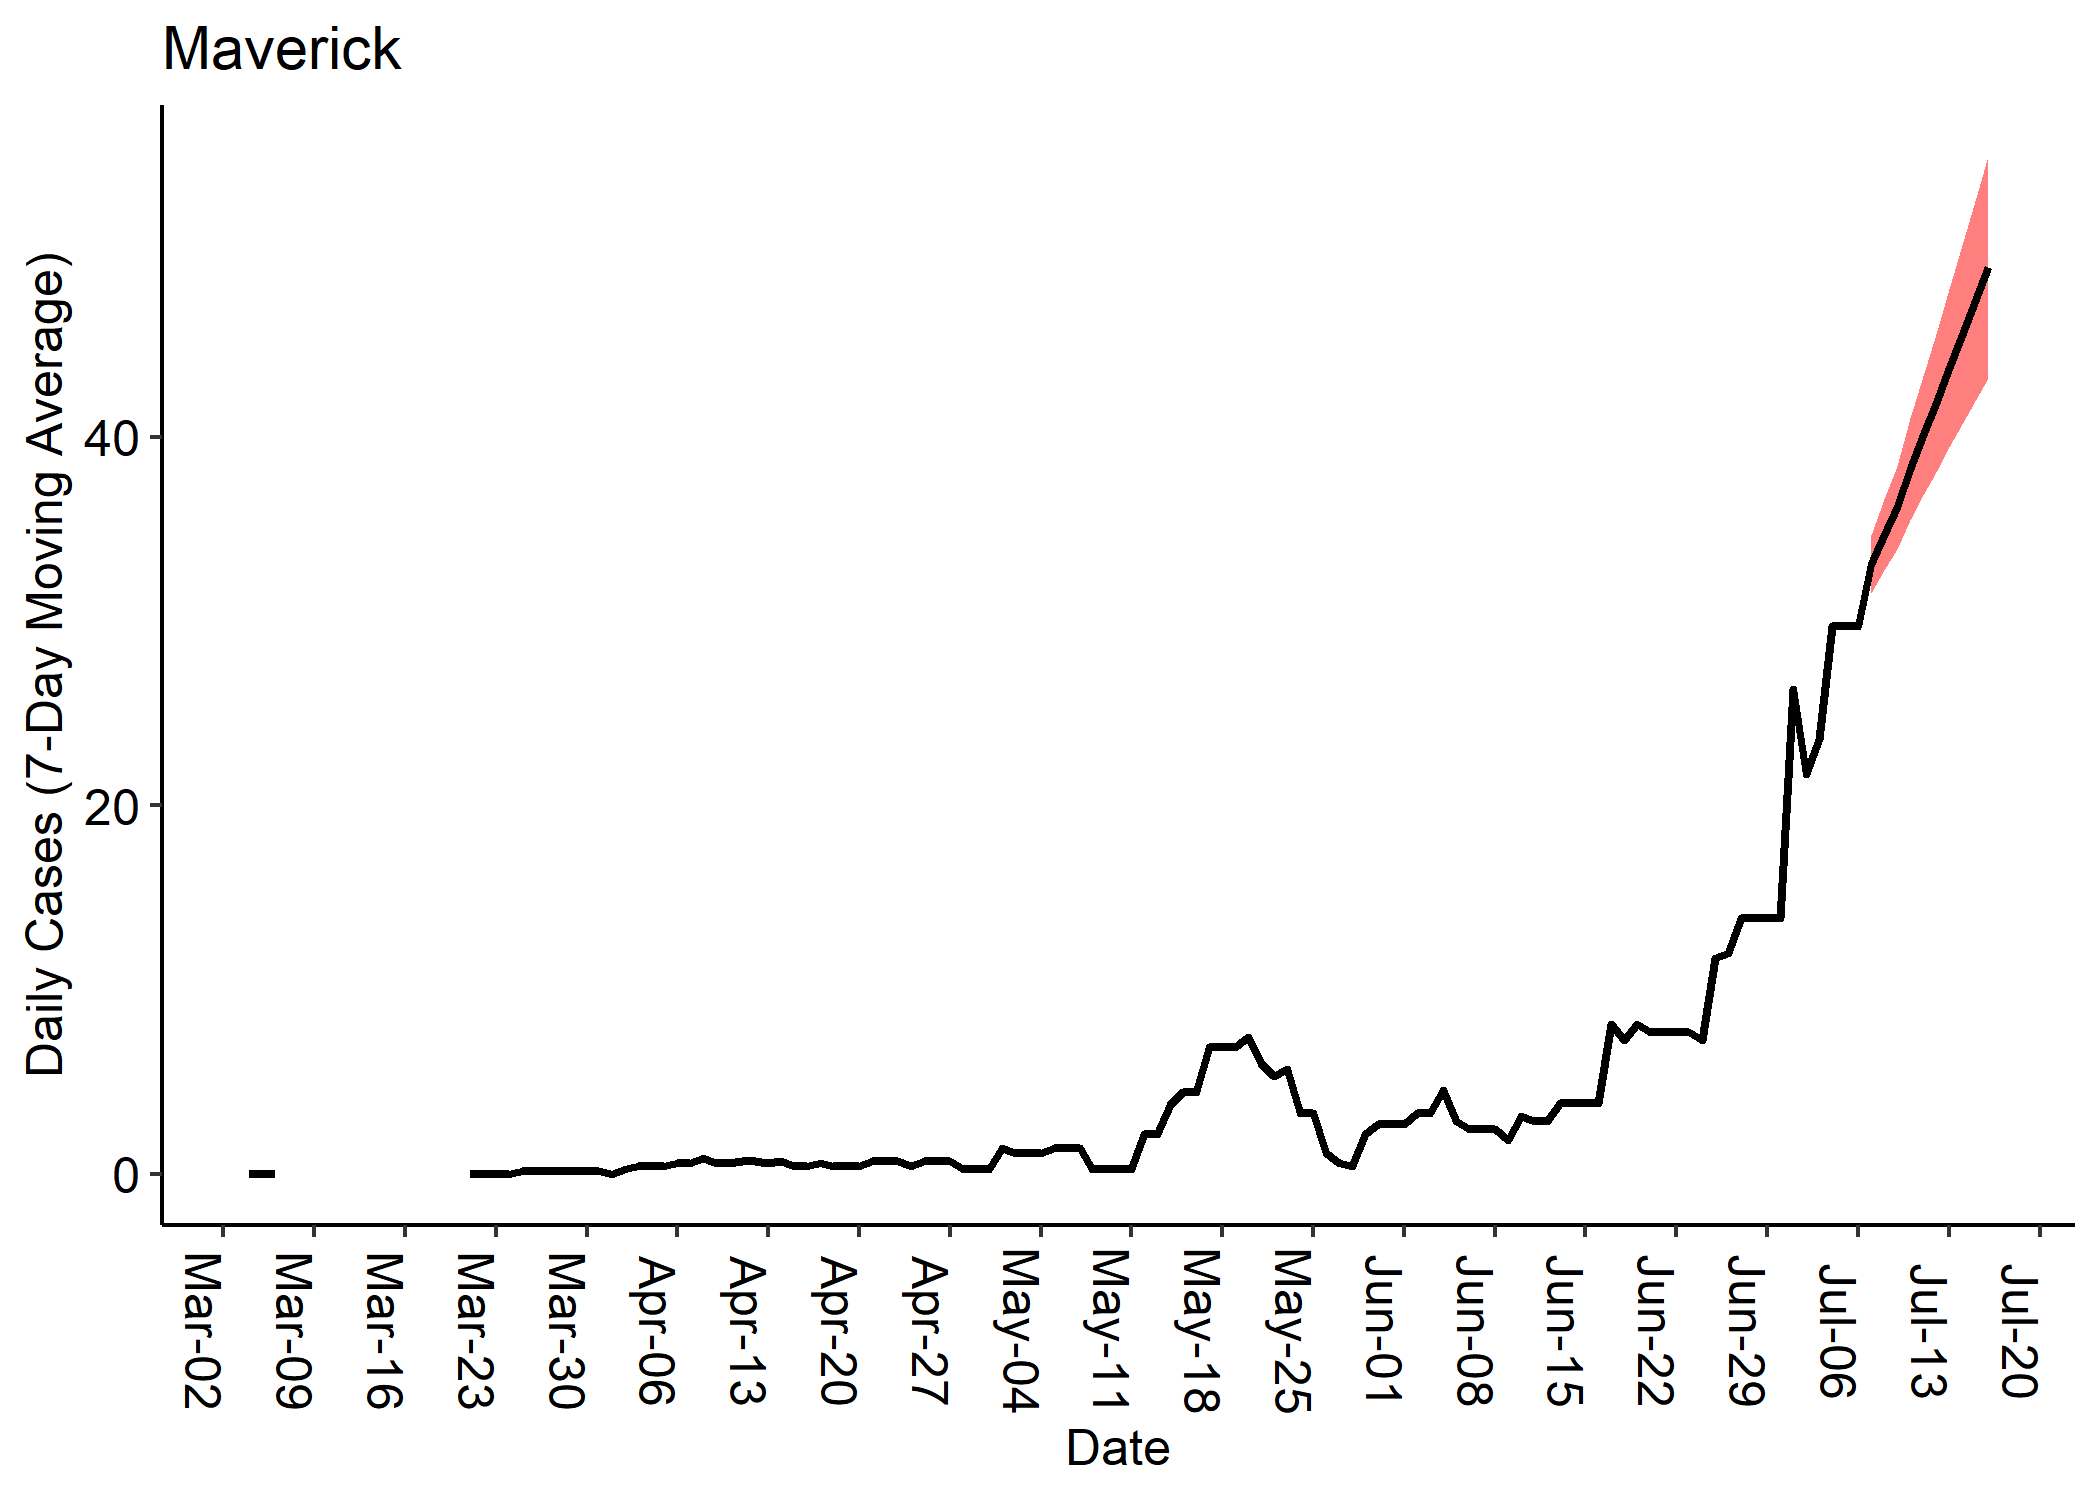 Maverick
Daily Cases (7-Day Moving Average)
40
20
0
Mar-02
Mar-09
Mar-16
Mar-23
Mar-30
Apr-06
Apr-13
Apr-20
Apr-27
May-04
May-11
May-18
May-25
Jun-01
Jun-08
Jun-15
Jun-22
Jun-29
Jul-06
Jul-13
Jul-20
Date